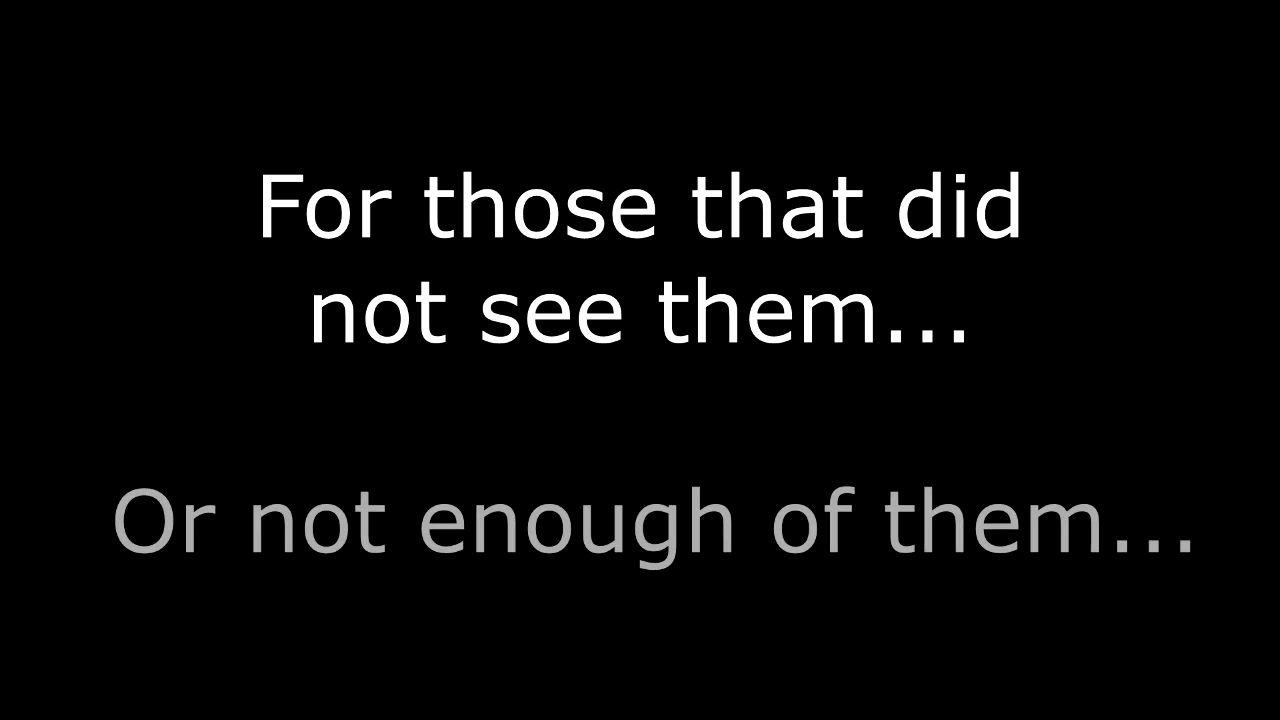 For those that did
not see them...
Or not enough of them...